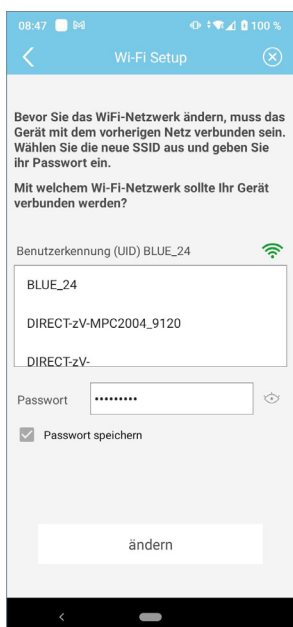 08:47 100 %
Wi-Fi Setup
Bevor Sie das WiFi-Netzwerk ändern, muss das
Gerät mit dem vorherigen Netz verbunden sein.
Wählen Sie die neue SSID aus und geben Sie
ihr Passwort ein.
Mit welchem Wi-Fi-Netzwerk sollte Ihr Gerät
verbunden werden?
Benutzerkennung (UID) BLUE_24
BLUE_24
DIRECT-zV-MPC2004_9120
DIRECT-zV-
Passwort •••••••••
Passwort speichern
ändern